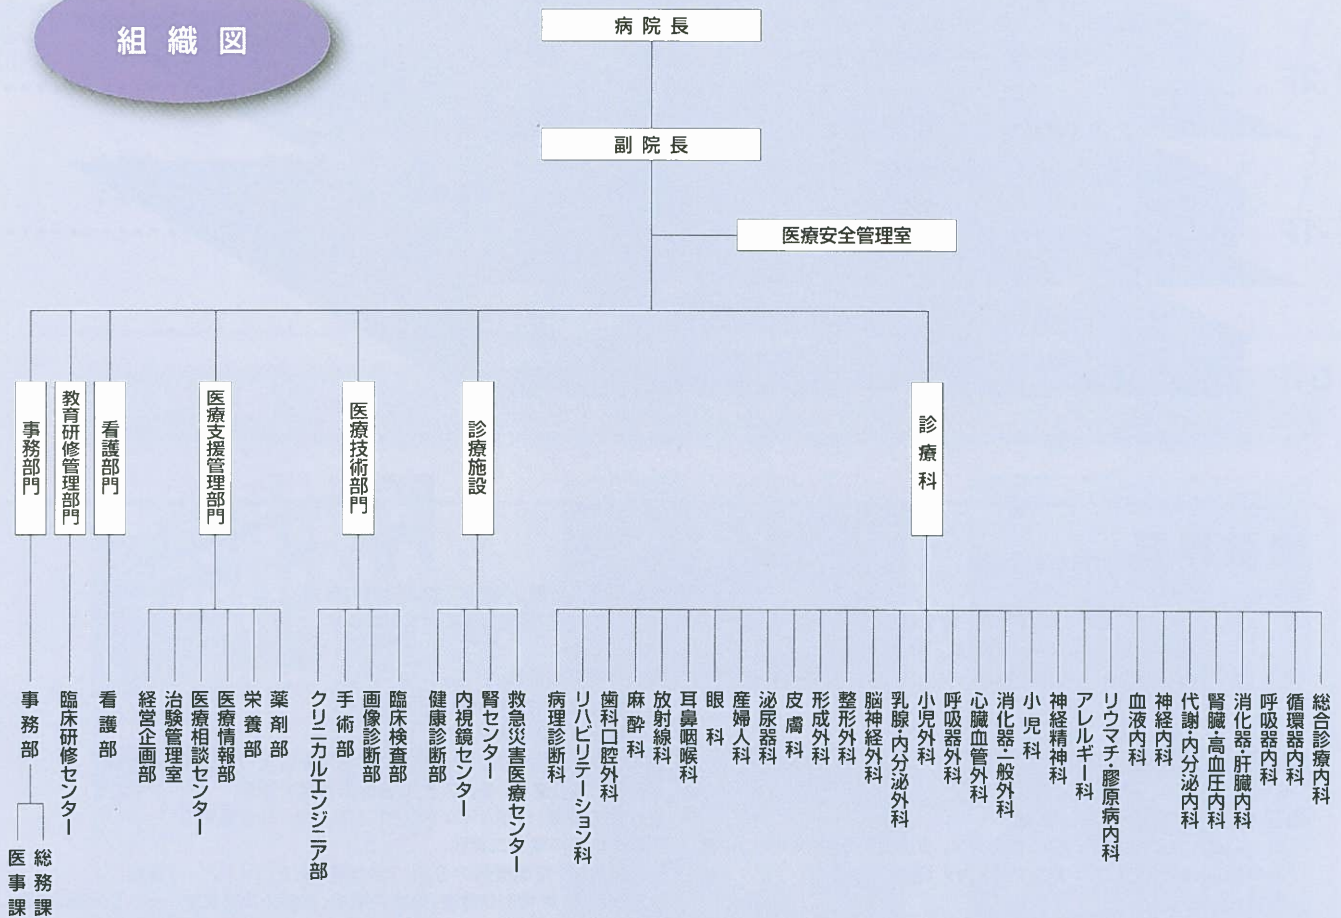 組織図
病院長
副院長
医療安全管理室
事務部門
教育研修管理部門
看護部門
医療支援管理部門
医療技術部門
診療施設
診療科
事務部
臨床研修センター
看護部
経営企画部
治験管理室
医療相談センター
医療情報部
栄養部
薬剤部
クリニカルエンジニア部
手術部
画像診断部
臨床検査部
健康診断部
内視鏡センター
腎センター
救急災害医療センター
病理診断科
リハビリテーション科
歯科口腔外科
麻酔科
放射線科
耳鼻咽喉科
眼科
産婦人科
泌尿器科
皮膚科
形成外科
整形外科
脳神経外科
乳腺・内分泌外科
小児外科
呼吸器外科
心臓血管外科
消化器・一般外科
小児科
神経精神科
アレルギー科
リウマチ・膠原病内科
血液内科
神経内科
代謝・内分泌内科
腎臓・高血圧内科
消化器・肝臓内科
呼吸器内科
循環器内科
総合診療内科
医事課
総務課